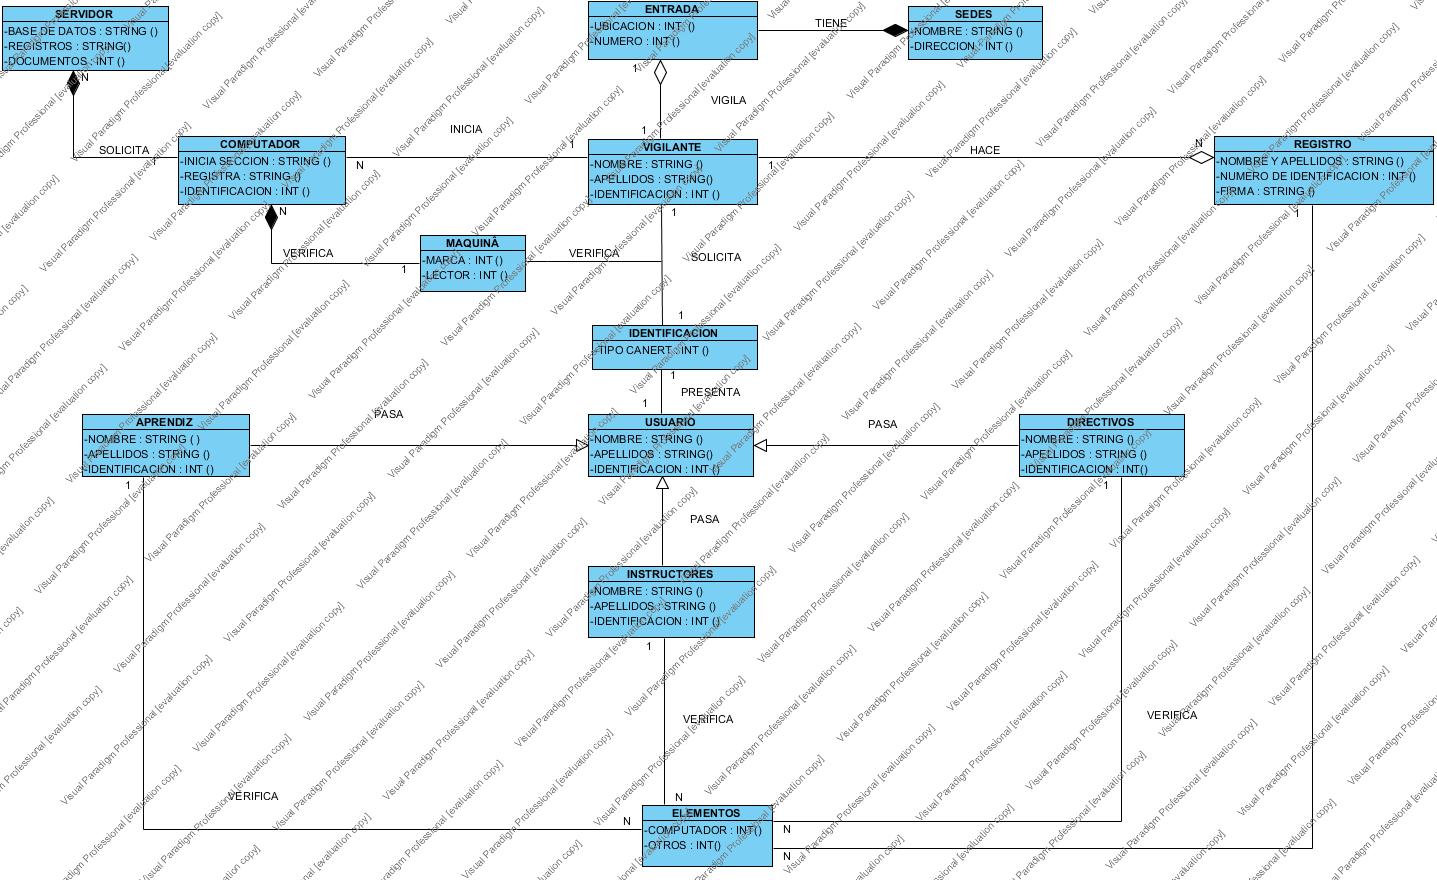 SERVIDOR
-BASE DE DATOS : STRING ()
-REGISTROS : STRING()
-DOCUMENTOS : INT ()
N
SOLICITA
ENTRADA
-UBICACION : INT ()
-NUMERO : INT ()
1
TIENE
SEDES
-NOMBRE : STRING ()
-DIRECCION : INT ()
VIGILA
1
COMPUTADOR
-INICIA SECCION : STRING ()
-REGISTRA : STRING ()
-IDENTIFICACION : INT ()
N
INICIA
N
1
VIGILANTE
-NOMBRE : STRING ()
-APELLIDOS : STRING()
-IDENTIFICACION : INT ()
1
HACE
N
REGISTRO
-NOMBRE Y APELLIDOS : STRING ()
-NUMERO DE IDENTIFICACION : INT ()
-FIRMA : STRING ()
1
1
VERIFICA
1
MAQUINA
-MARCA : INT ()
-LECTOR : INT ()
VERIFICA
SOLICITA
1
IDENTIFICACION
-TIPO CANERT : INT ()
1
PRESENTA
1
APRENDIZ
-NOMBRE : STRING ( )
-APELLIDOS : STRING ()
-IDENTIFICACION : INT ()
1
PASA
USUARIO
-NOMBRE : STRING ()
-APELLIDOS : STRING()
-IDENTIFICACION : INT ()
PASA
DIRECTIVOS
-NOMBRE : STRING ()
-APELLIDOS : STRING ()
-IDENTIFICACION : INT()
1
PASA
INSTRUCTORES
-NOMBRE : STRING ()
-APELLIDOS : STRING ()
-IDENTIFICACION : INT ()
1
VERIFICA
VERIFICA
VERIFICA
N
N
ELEMENTOS
-COMPUTADOR : INT()
-OTROS : INT()
N
N
Visual Paradigm Professional [evaluation copy]